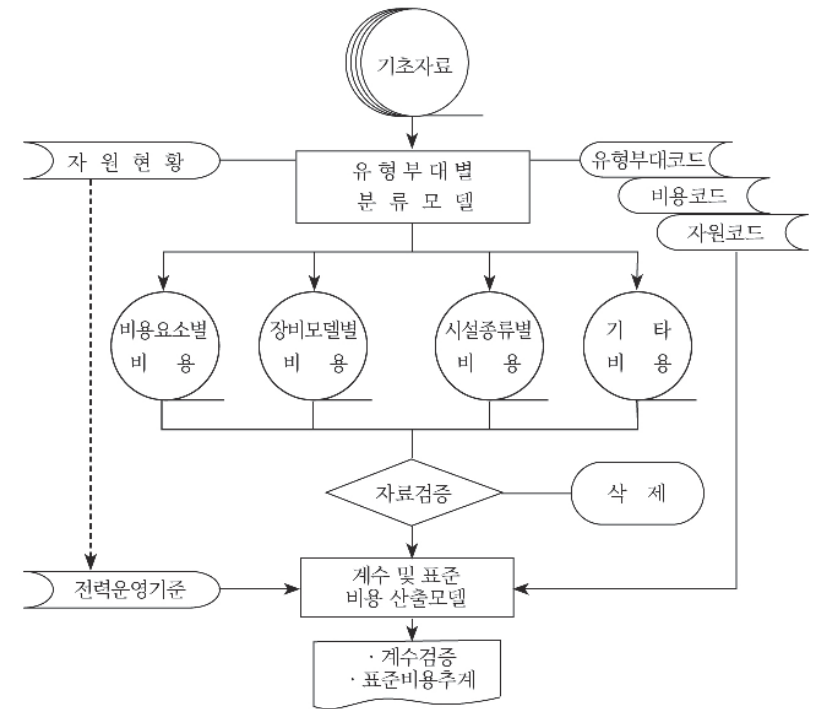 기초자료
자 원 현 황
유 형 부 대 별
분 류 모 델
유형부대코드
비용코드
자원코드
비용요소별
비 용
장비모델별
비 용
시설종류별
비 용
기 타
비 용
자료검증
삭 제
전력운영기준
계수 및 표준
비용 산출모델
· 계수검증
· 표준비용추계